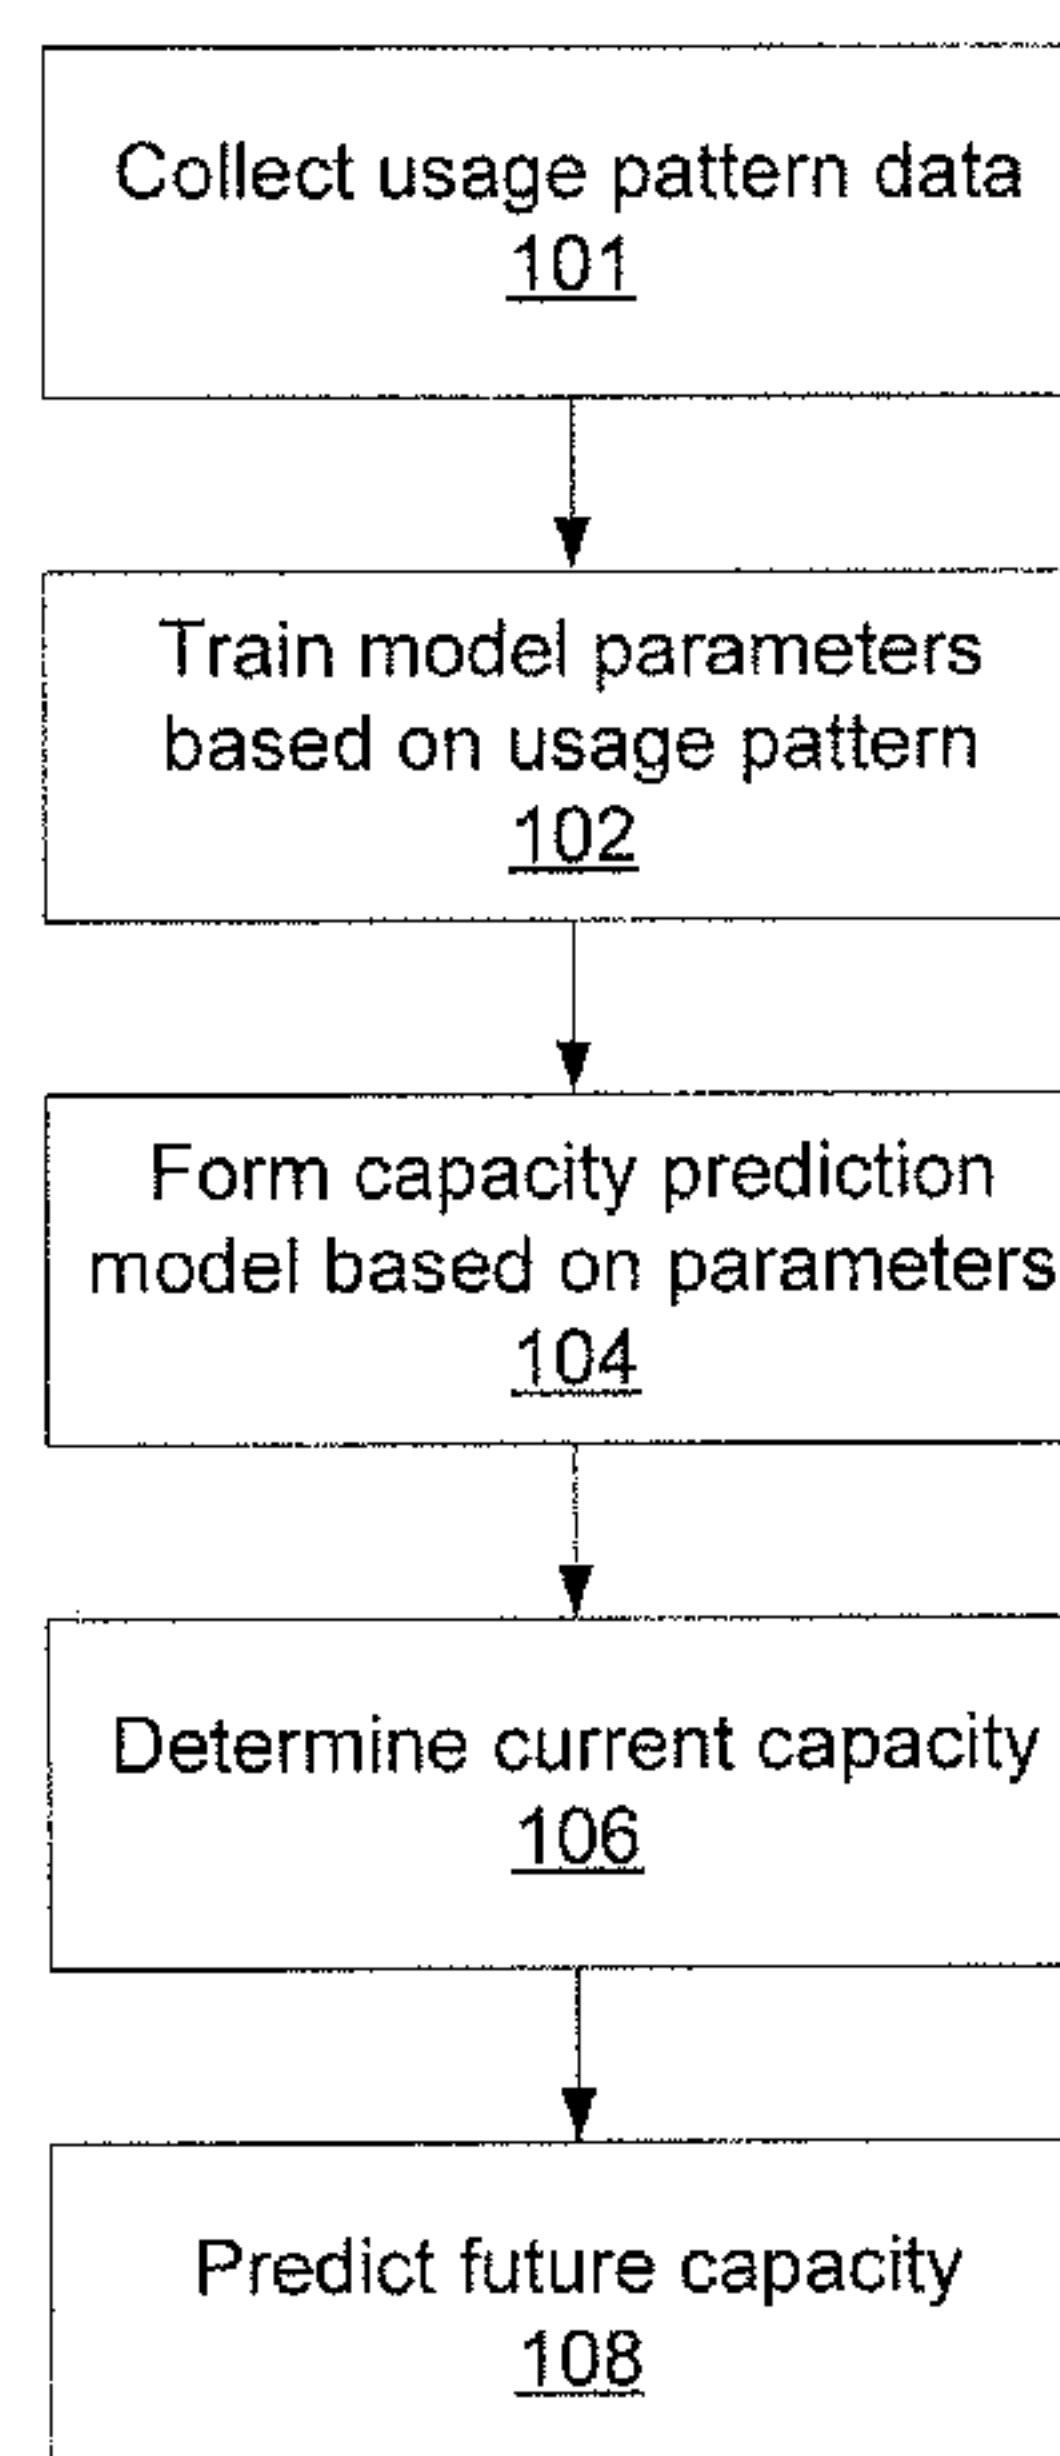 Collect usage pattern data
101
Train model parameters
based on usage pattern
102
Form capacity prediction
model based on parameters
104
Determine current capacity
106
Predict future capacity
108